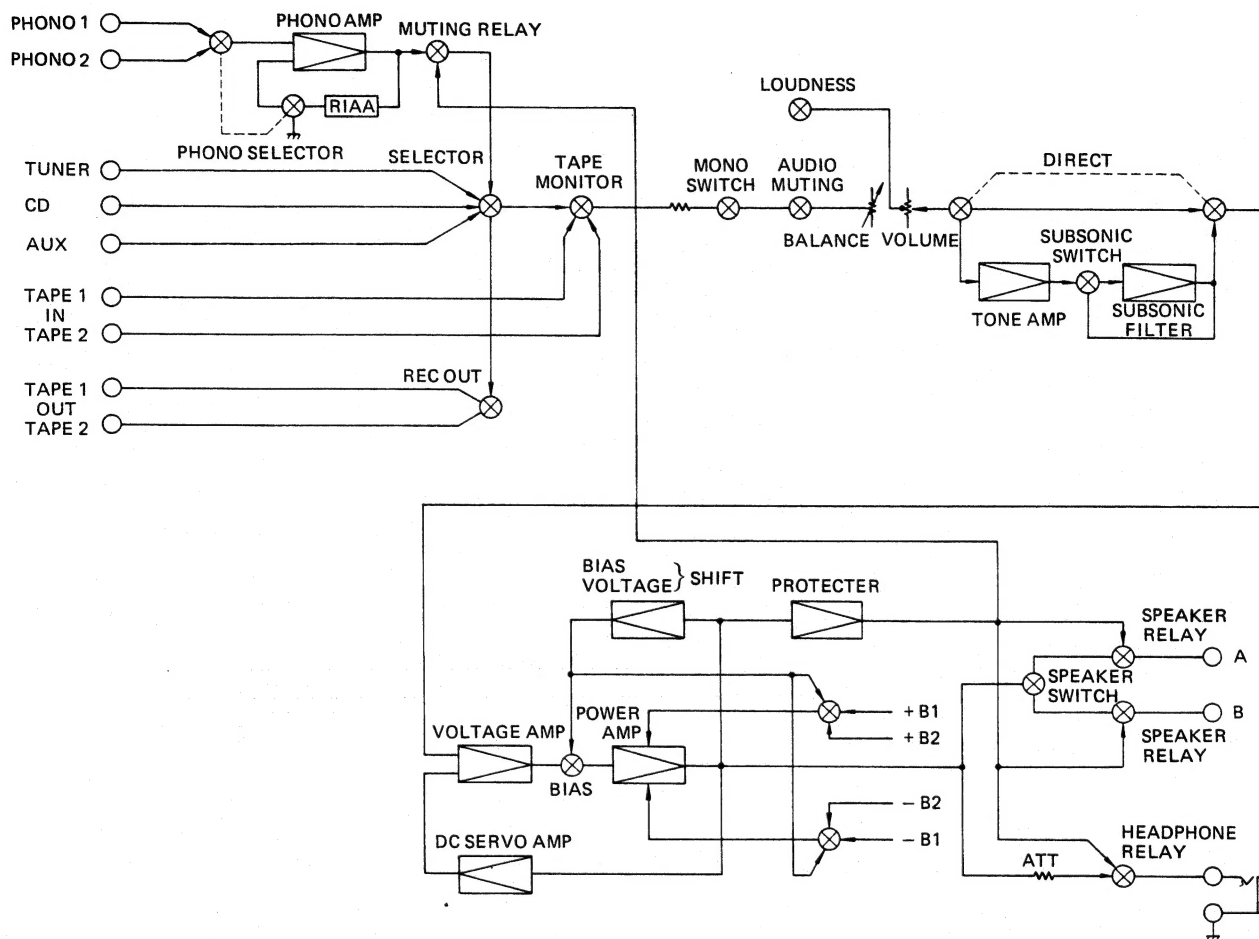 PHONO 1
PHONO 2
PHONO AMP
MUTING RELAY
RIAA
PHONO SELECTOR
TUNER
CD
AUX
SELECTOR
TAPE
MONITOR
TAPE 1
IN
TAPE 2
TAPE 1
OUT
TAPE 2
REC OUT
LOUDNESS
MONO
SWITCH
AUDIO
MUTING
BALANCE
VOLUME
DIRECT
SUBSONIC
SWITCH
TONE AMP
SUBSONIC
FILTER
BIAS
VOLTAGE } SHIFT
PROTECTER
SPEAKER
RELAY
A
SPEAKER
SWITCH
B
SPEAKER
RELAY
VOLTAGE AMP
BIAS
POWER
AMP
+ B1
+ B2
− B2
− B1
DC SERVO AMP
ATT
HEADPHONE
RELAY